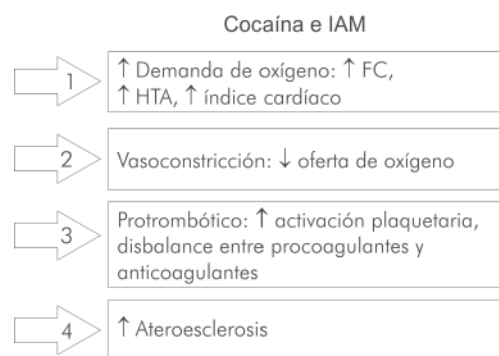 Cocaína e IAM
1
↑ Demanda de oxígeno: ↑ FC,
↑ HTA, ↑ índice cardíaco
2
Vasoconstricción: ↓ oferta de oxígeno
3
Protrombótico: ↑ activación plaquetaria,
disbalance entre procoagulantes y
anticoagulantes
4
↑ Ateroesclerosis